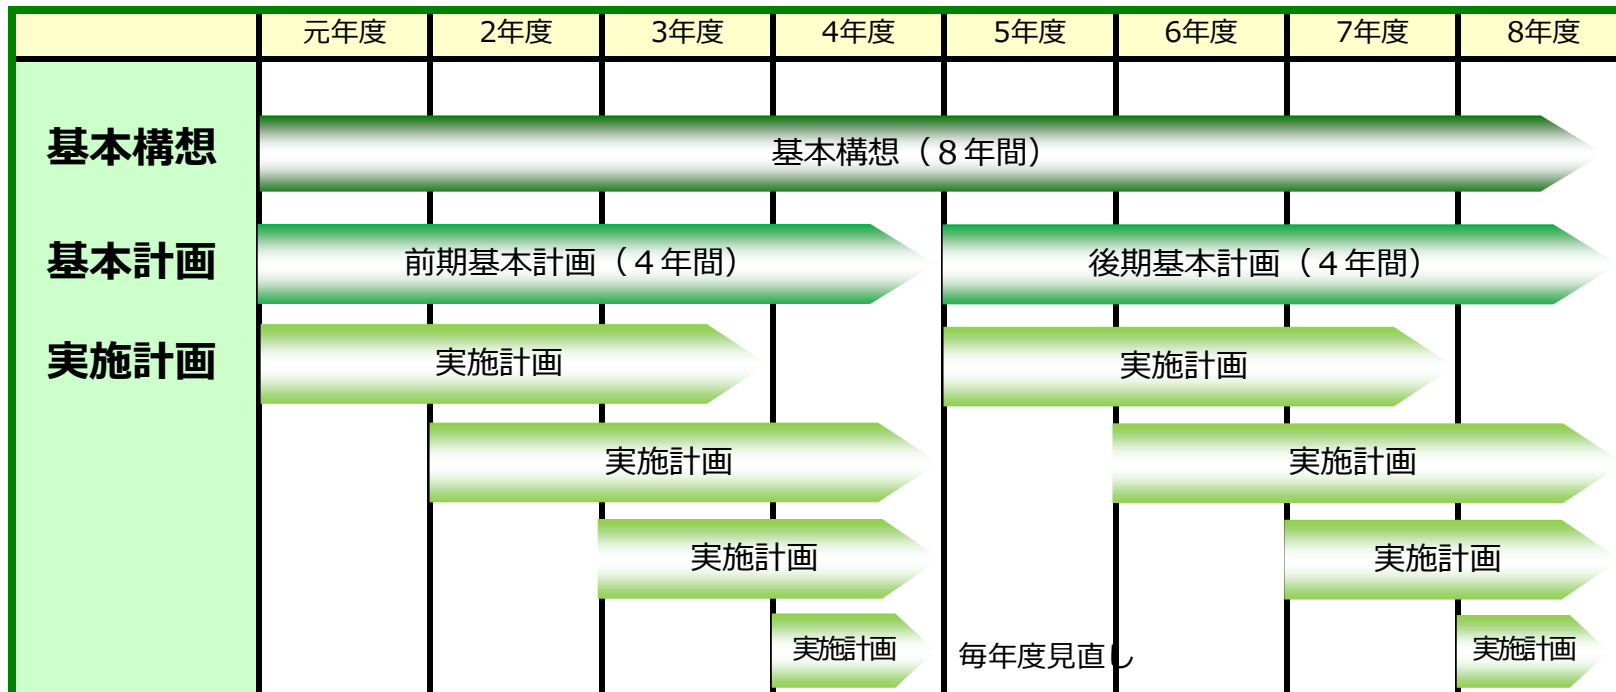 元年度 2年度 3年度 4年度 5年度 6年度 7年度 8年度
基本構想 基本構想（８年間）
基本計画 前期基本計画（４年間） 後期基本計画（４年間）
実施計画 実施計画 実施計画
実施計画 実施計画
実施計画 実施計画
実施計画 毎年度見直し 実施計画